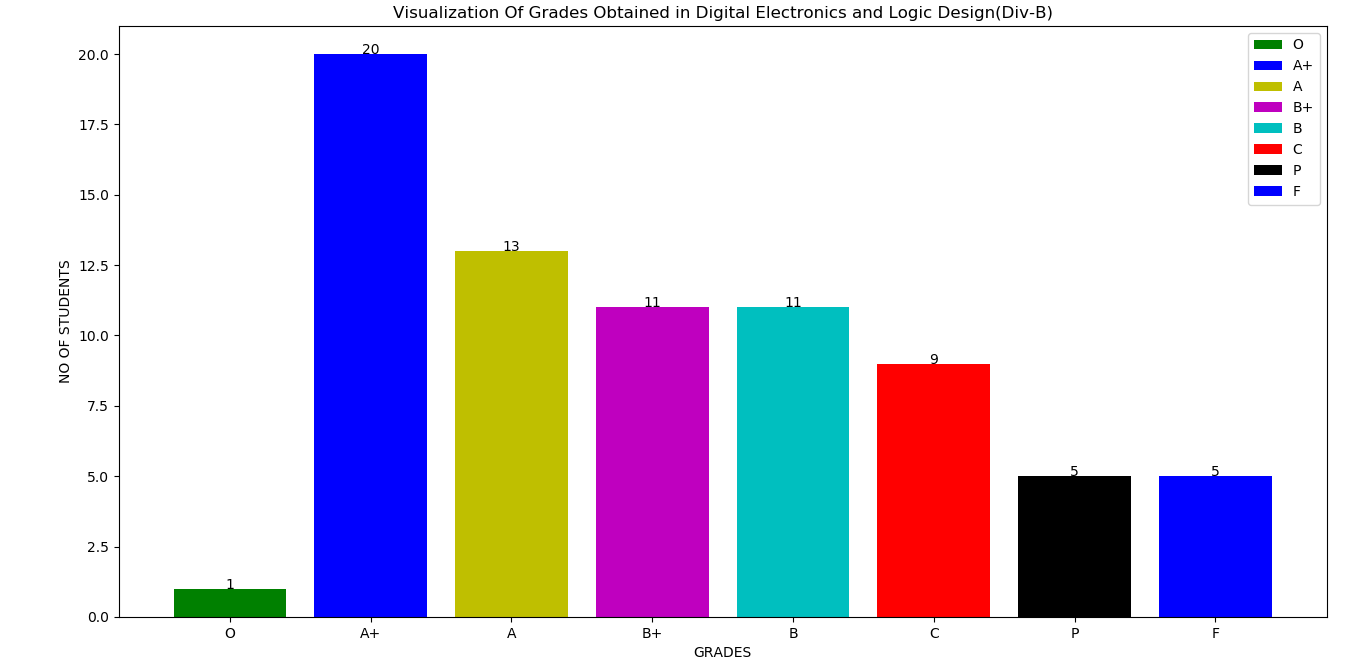 Visualization Of Grades Obtained in Digital Electronics and Logic Design(Div-B)
O
A+
A
B+
B
C
P
F
20.0
17.5
15.0
12.5
10.0
7.5
5.0
2.5
0.0
NO OF STUDENTS
1
20
13
11
11
9
5
5
O A+ A B+ B C P F
GRADES